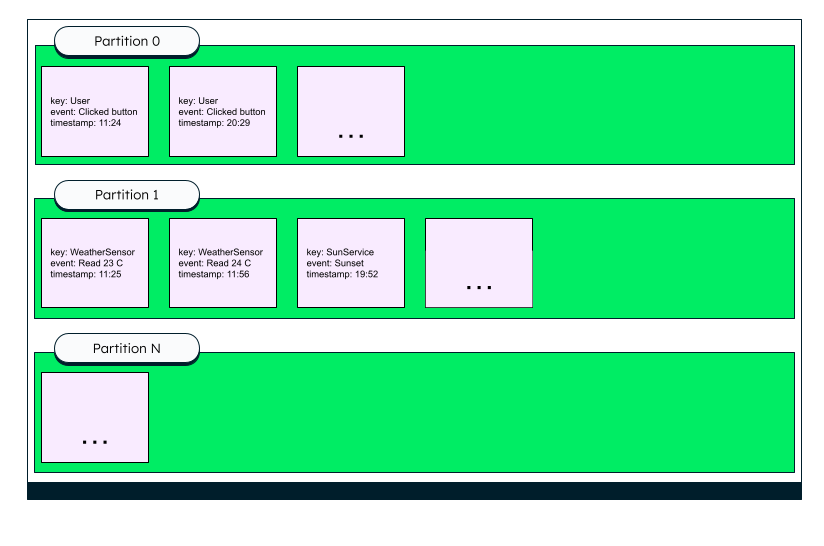 Partition 0
key: User
event: Clicked button
timestamp: 11:24
key: User
event: Clicked button
timestamp: 20:29
...
Partition 1
key: WeatherSensor
event: Read 23 C
timestamp: 11:25
key: WeatherSensor
event: Read 24 C
timestamp: 11:56
key: SunService
event: Sunset
timestamp: 19:52
...
Partition N
...